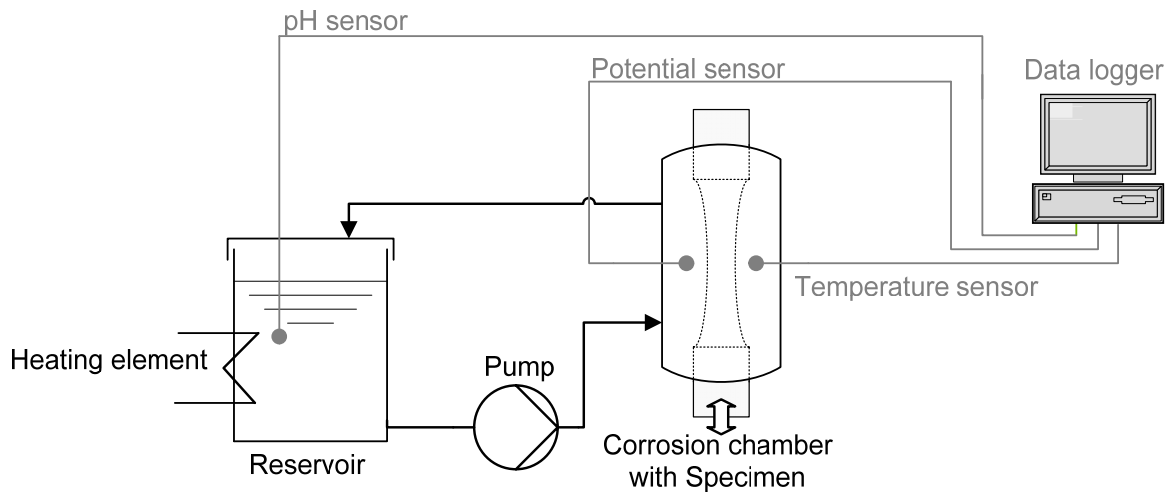 pH sensor
Potential sensor
Data logger
Temperature sensor
Heating element
Pump
Corrosion chamber
with Specimen
Reservoir